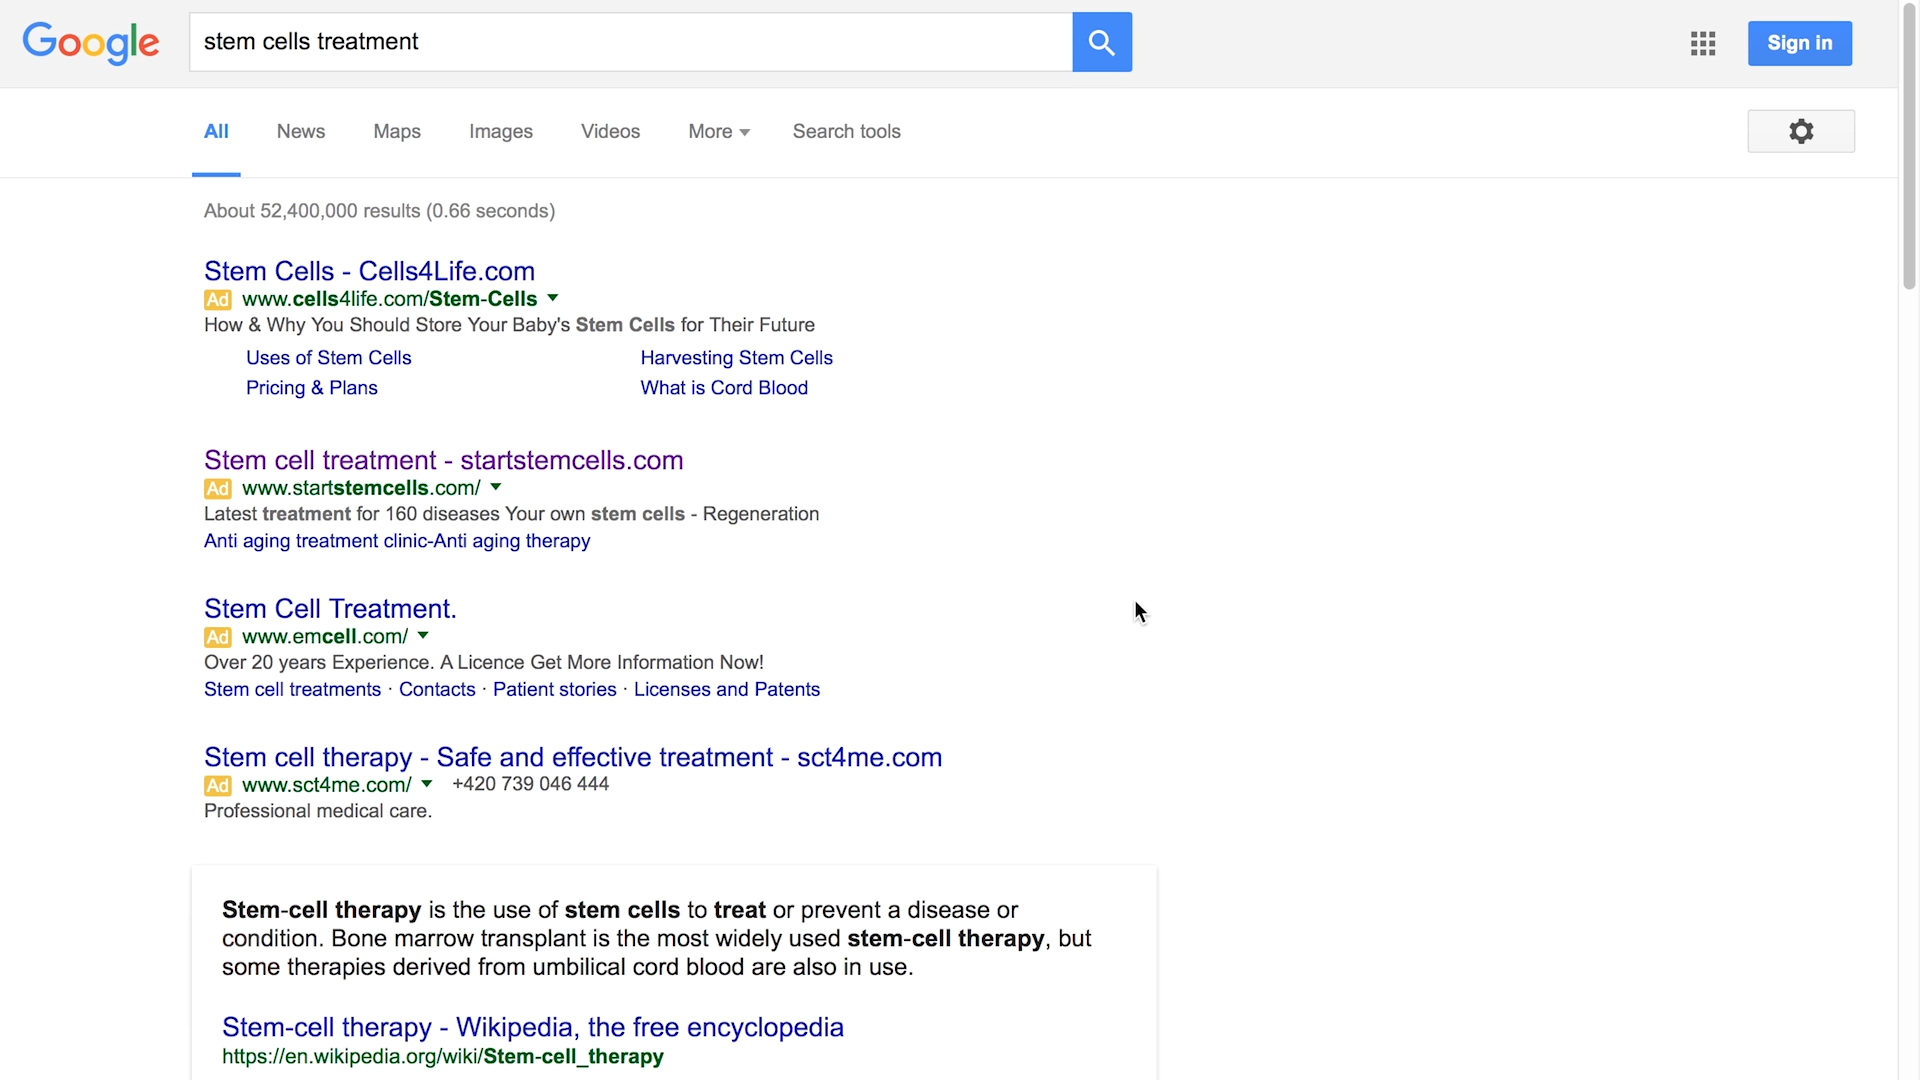 Google
stem cells treatment
Sign in
All News Maps Images Videos More Search tools
About 52,400,000 results (0.66 seconds)
Stem Cells - Cells4Life.com
Ad www.cells4life.com/Stem-Cells
How & Why You Should Store Your Baby's Stem Cells for Their Future
Uses of Stem Cells Harvesting Stem Cells
Pricing & Plans What is Cord Blood
Stem cell treatment - startstemcells.com
Ad www.startstemcells.com/
Latest treatment for 160 diseases Your own stem cells - Regeneration
Anti aging treatment clinic-Anti aging therapy
Stem Cell Treatment.
Ad www.emcell.com/
Over 20 years Experience. A Licence Get More Information Now!
Stem cell treatments · Contacts · Patient stories · Licenses and Patents
Stem cell therapy - Safe and effective treatment - sct4me.com
Ad www.sct4me.com/ +420 739 046 444
Professional medical care.
Stem-cell therapy is the use of stem cells to treat or prevent a disease or
condition. Bone marrow transplant is the most widely used stem-cell therapy, but
some therapies derived from umbilical cord blood are also in use.
Stem-cell therapy - Wikipedia, the free encyclopedia
https://en.wikipedia.org/wiki/Stem-cell_therapy